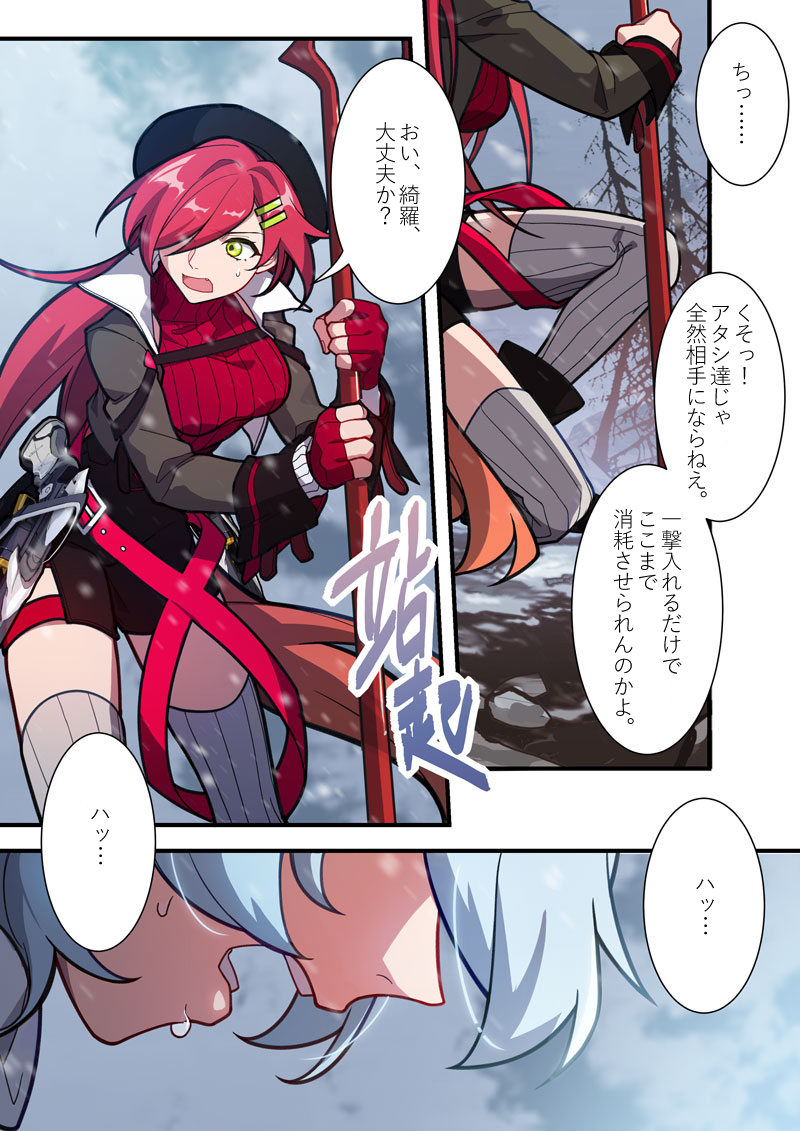 ちっ……
くそっ！
アタシ達じゃ
全然相手にならねえ。
一撃入れるだけで
ここまで
消耗させられんのかよ。
おい、綺羅、
大丈夫か？
站起
ハッ…
ハッ…